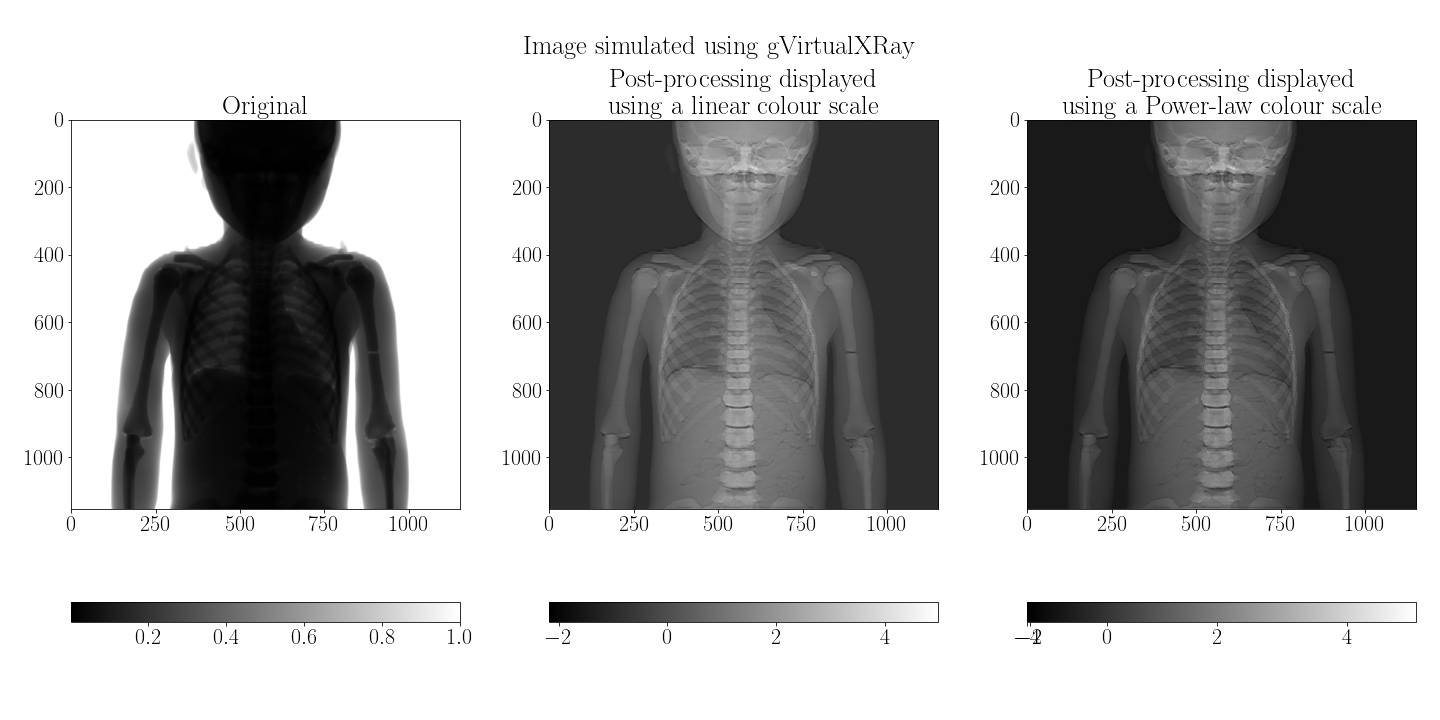 Image simulated using gVirtualXRay
Original
Post-processing displayed
using a linear colour scale
Post-processing displayed
using a Power-law colour scale
0
200
400
600
800
1000
0 250 500 750 1000
0
200
400
600
800
1000
0 250 500 750 1000
0
200
400
600
800
1000
0 250 500 750 1000
0.2 0.4 0.6 0.8 1.0
−2 0 2 4
0 2 4